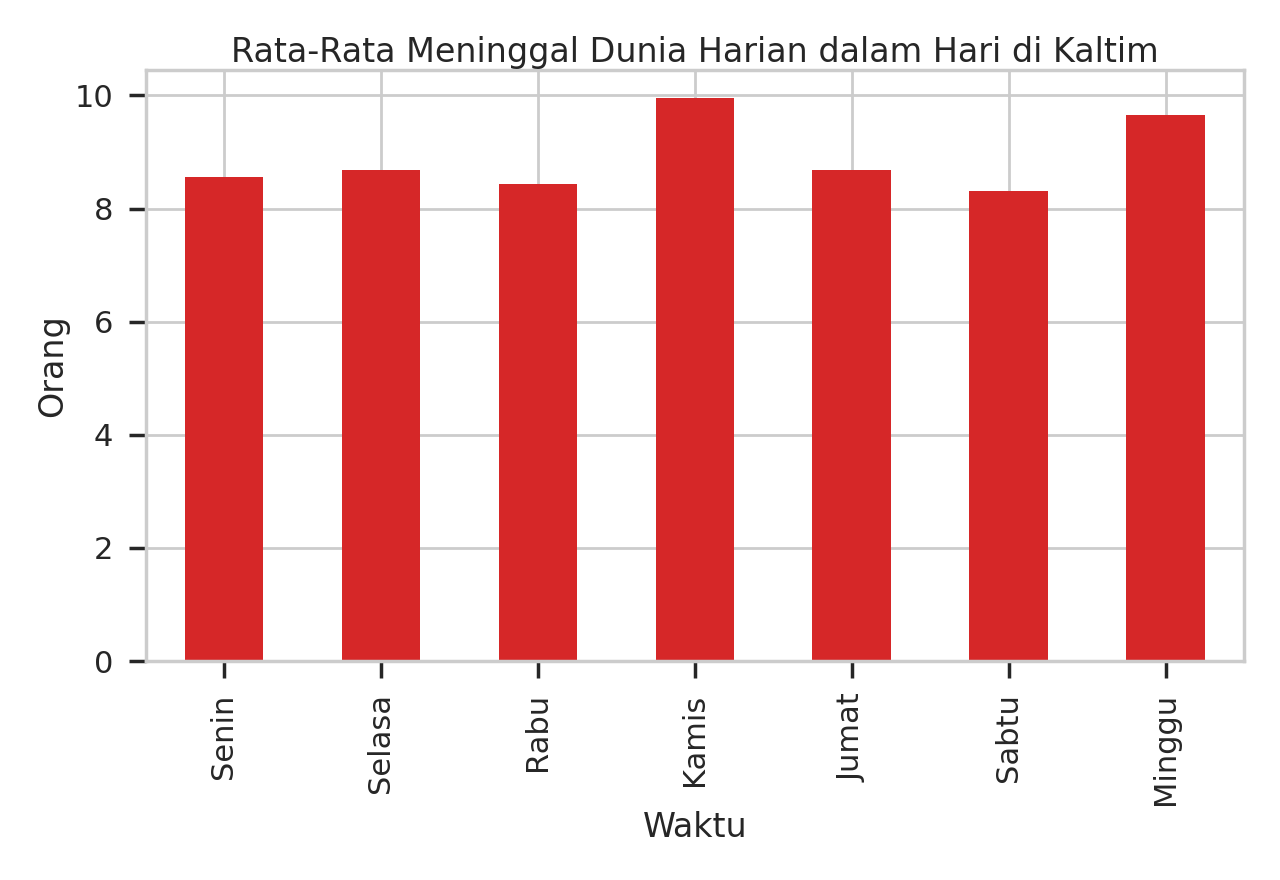 Rata-Rata Meninggal Dunia Harian dalam Hari di Kaltim
10
8
6
4
2
0
Orang
Senin
Selasa
Rabu
Kamis
Jumat
Sabtu
Minggu
Waktu